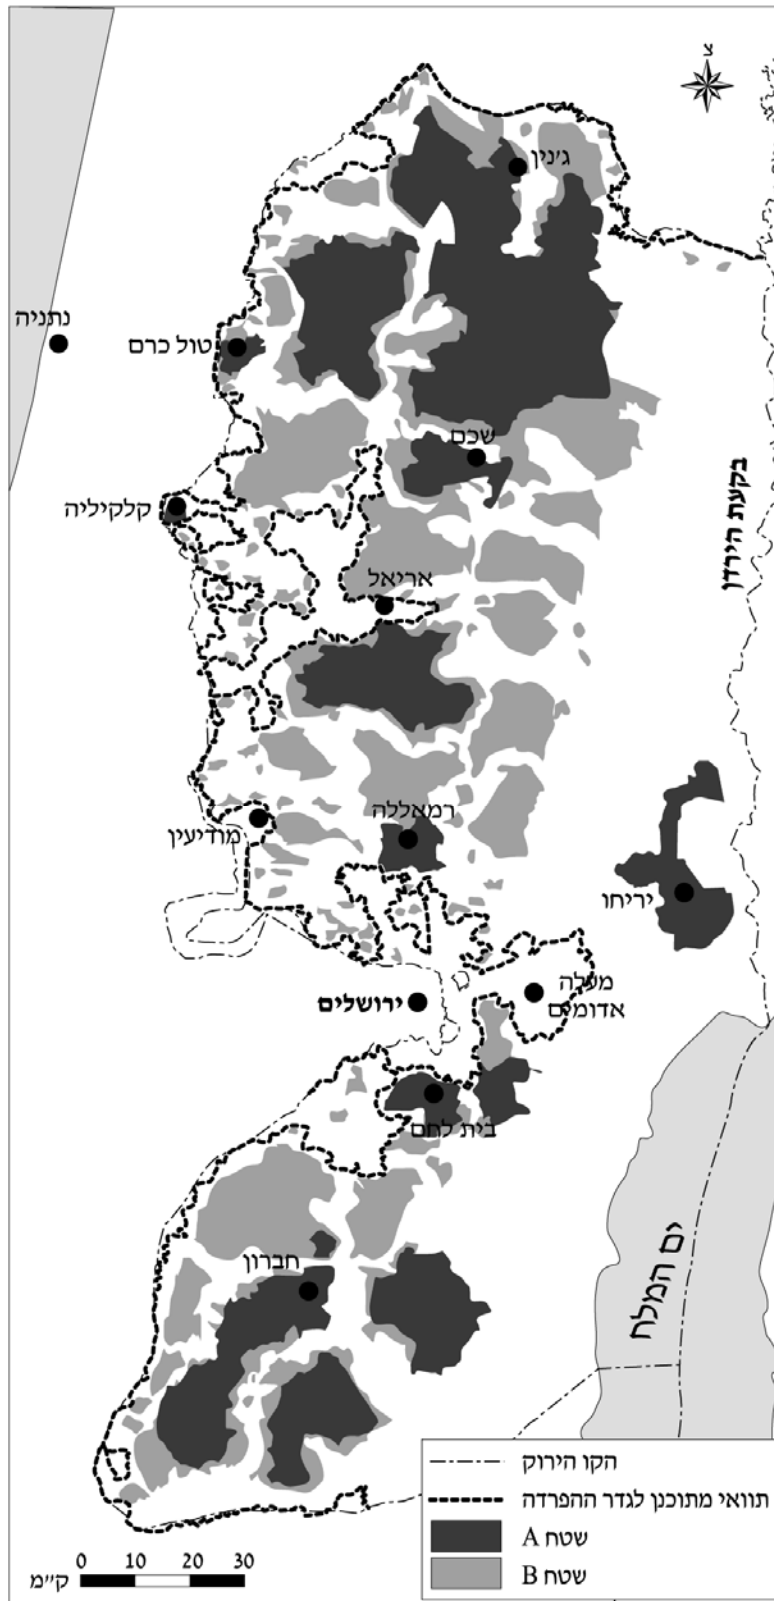 צ
ג'נין
נתניה
טול כרם
שכם
קלקיליה
בקעת הירדן
אריאל
רמאללה
מודיעין
יריחו
מעלה
אדומים
ירושלים
בית לחם
חברון
ים המלח
הקו הירוק
תוואי מתוכנן לגדר ההפרדה
שטח A
שטח B
0 10 20 30
ק"מ